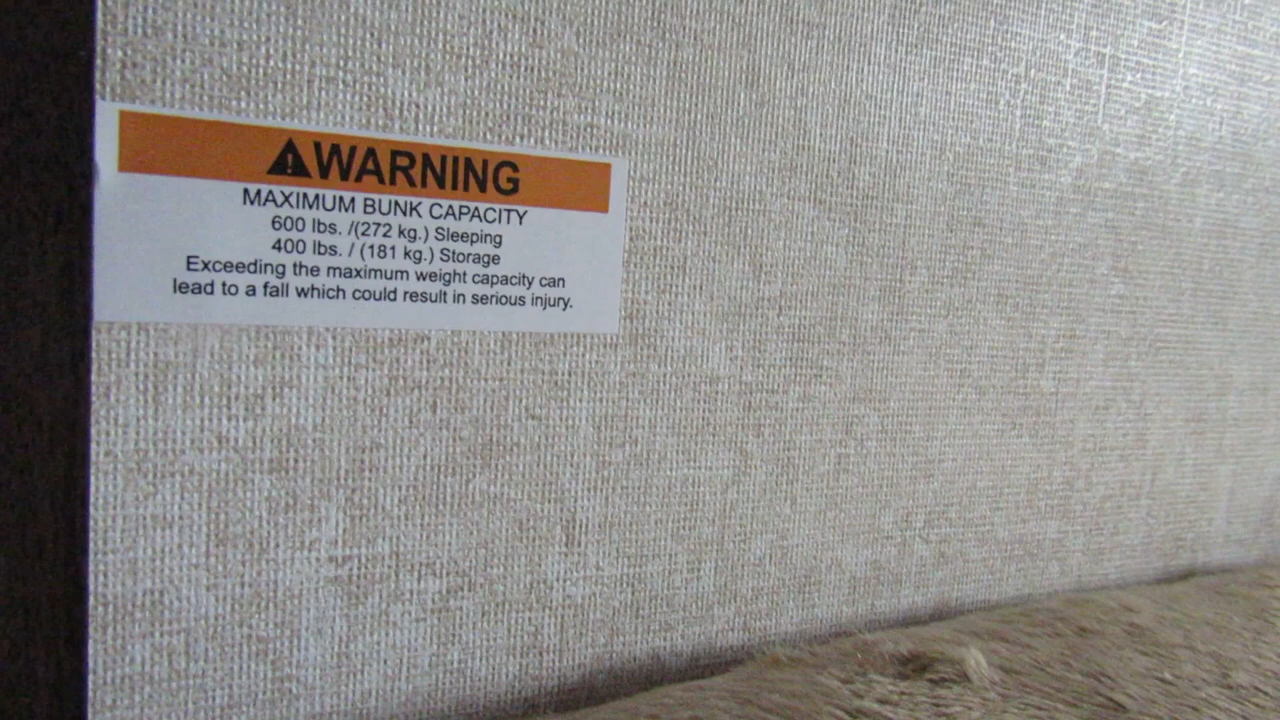 WARNING
MAXIMUM BUNK CAPACITY
600 lbs. /(272 kg.) Sleeping
400 lbs. / (181 kg.) Storage
Exceeding the maximum weight capacity can
lead to a fall which could result in serious injury.